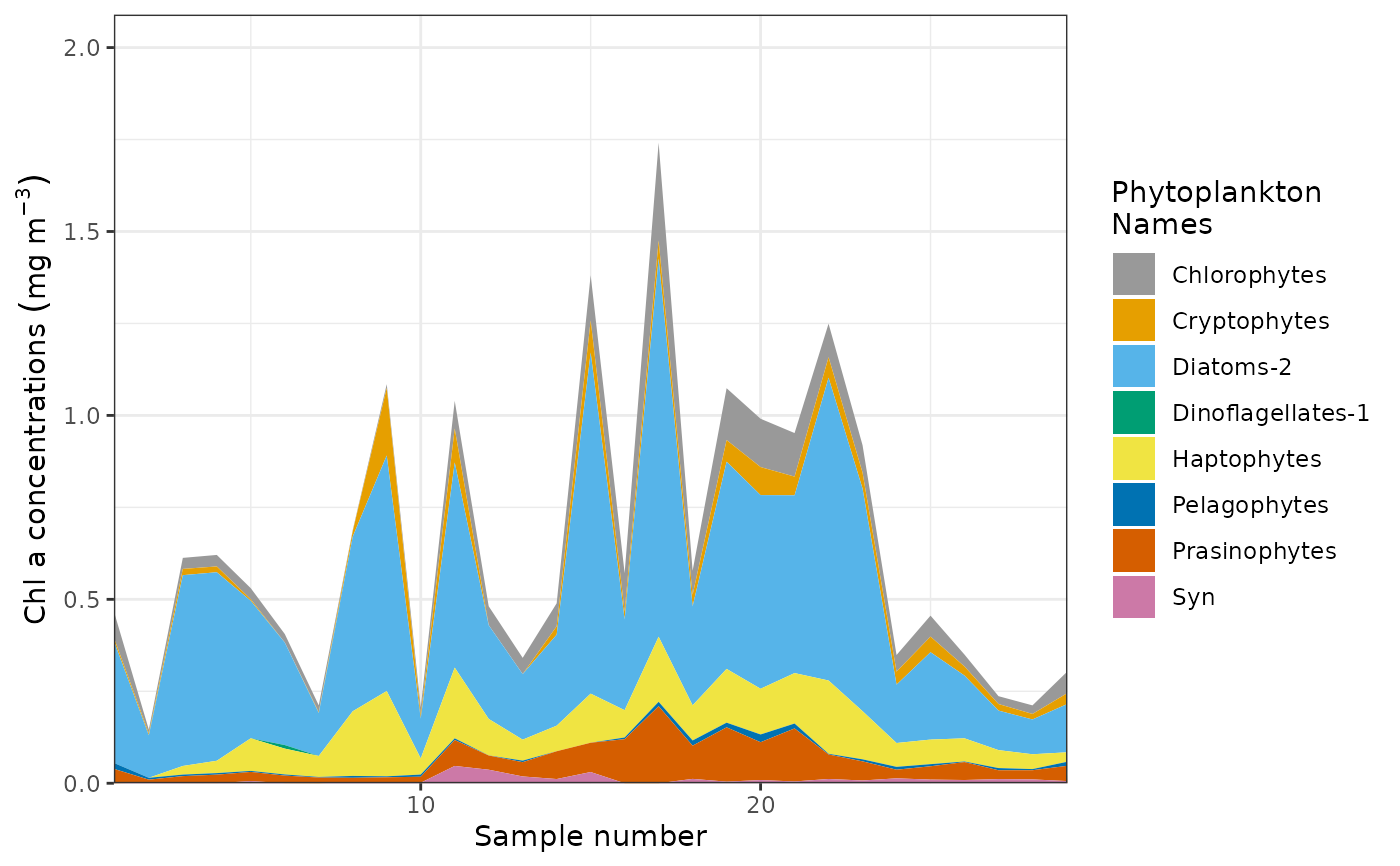 2.0
1.5
1.0
0.5
0.0
Chl a concentrations (mg m⁻³)
10 20
Sample number
Phytoplankton
Names
Chlorophytes
Cryptophytes
Diatoms-2
Dinoflagellates-1
Haptophytes
Pelagophytes
Prasinophytes
Syn